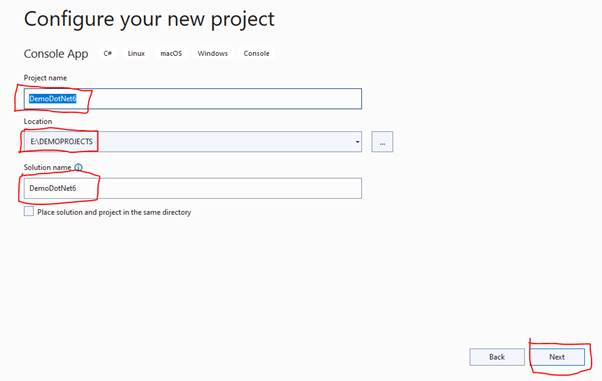 Configure your new project
Console App C# Linux macOS Windows Console
Project name
DemoDotNet6
Location
E:\DEMOPROJECTS
...
Solution name
DemoDotNet6
Place solution and project in the same directory
Back Next